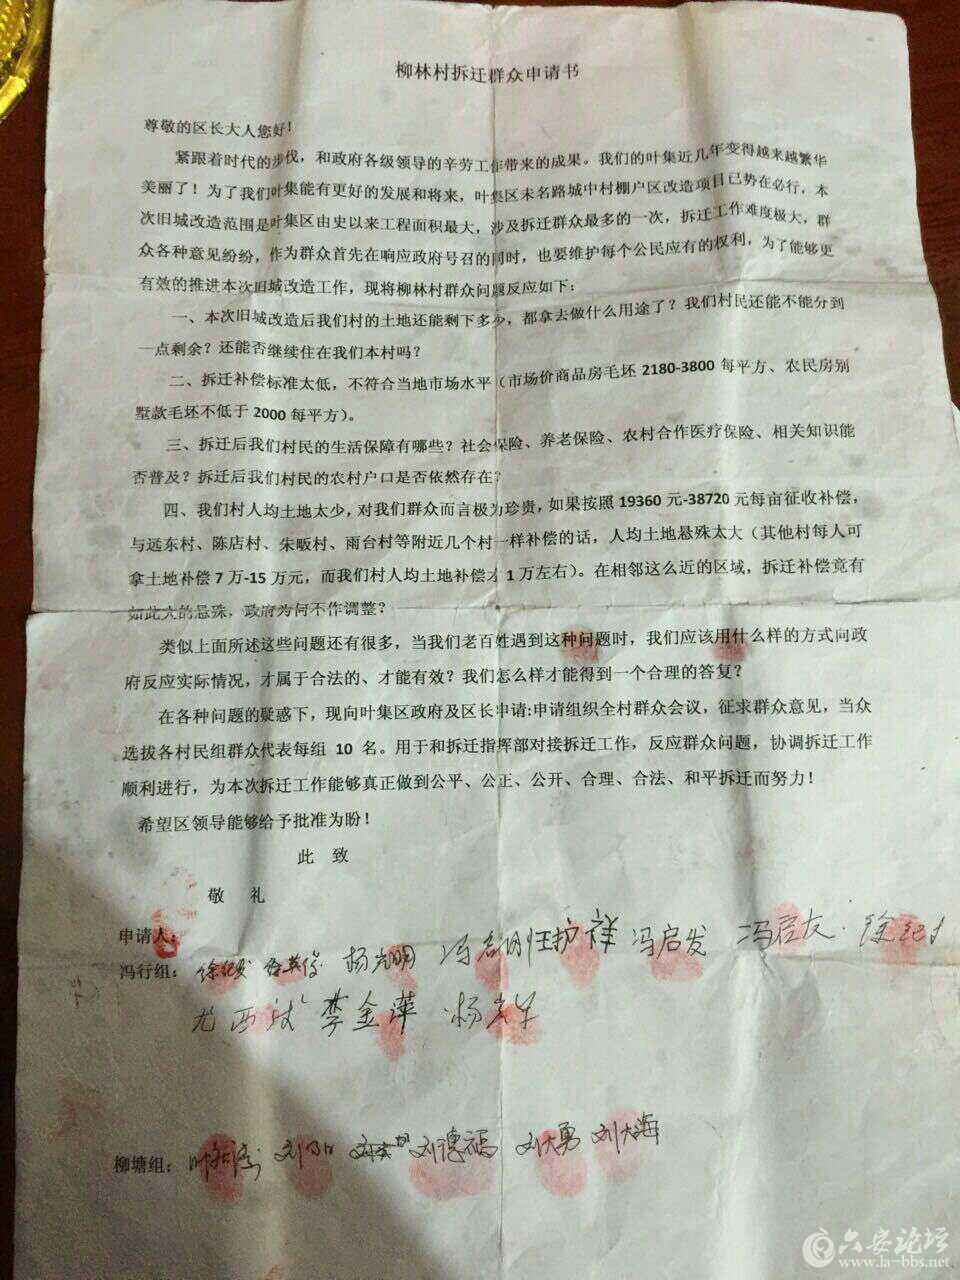 柳林村拆迁群众申请书
尊敬的区长大人您好！
紧跟着时代的步伐，和政府各级领导的辛劳工作带来的成果。我们的叶集近几年变得越来越繁华
美丽了！为了我们叶集能有更好的发展和将来，叶集区未名路城中村棚户区改造项目已势在必行，本
次旧城改造范围是叶集区由史以来工程面积最大，涉及拆迁群众最多的一次，拆迁工作难度极大，群
众各种意见纷纷，作为群众首先在响应政府号召的同时，也要维护每个公民应有的权利，为了能够更
有效的推进本次旧城改造工作，现将柳林村群众问题反应如下：
一、本次旧城改造后我们村的土地还能剩下多少，都拿去做什么用途了？我们村民还能不能分到
一点剩余？还能否继续住在我们本村吗？
二、拆迁补偿标准太低，不符合当地市场水平（市场价商品房毛坯 2180-3800 每平方、农民房别
墅款毛坯不低于 2000 每平方）。
三、拆迁后我们村民的生活保障有哪些？社会保险、养老保险、农村合作医疗保险、相关知识能
否普及？拆迁后我们村民的农村户口是否依然存在？
四、我们村人均土地太少，对我们群众而言极为珍贵，如果按照 19360 元-38720 元每亩征收补偿，
与远东村、陈店村、朱畈村、雨台村等附近几个村一样补偿的话，人均土地悬殊太大（其他村每人可
拿土地补偿 7 万-15 万元，而我们村人均土地补偿才 1 万左右）。在相邻这么近的区域，拆迁补偿竟有
如此大的悬殊，政府为何不作调整？
类似上面所述这些问题还有很多，当我们老百姓遇到这种问题时，我们应该用什么样的方式向政
府反应实际情况，才属于合法的、才能有效？我们怎么样才能得到一个合理的答复？
在各种问题的疑惑下，现向叶集区政府及区长申请:申请组织全村群众会议，征求群众意见，当众
选拔各村民组群众代表每组 10 名。用于和拆迁指挥部对接拆迁工作，反应群众问题，协调拆迁工作
顺利进行，为本次拆迁工作能够真正做到公平、公正、公开、合理、合法、和平拆迁而努力！
希望区领导能够给予批准为盼！
此 致
敬 礼
申请人：
冯行组： 杨光明 汪护祥 冯启发 冯启友
李金萍
柳塘组： 刘德福 刘大勇 刘大海
六安论坛
www.la-bbs.net